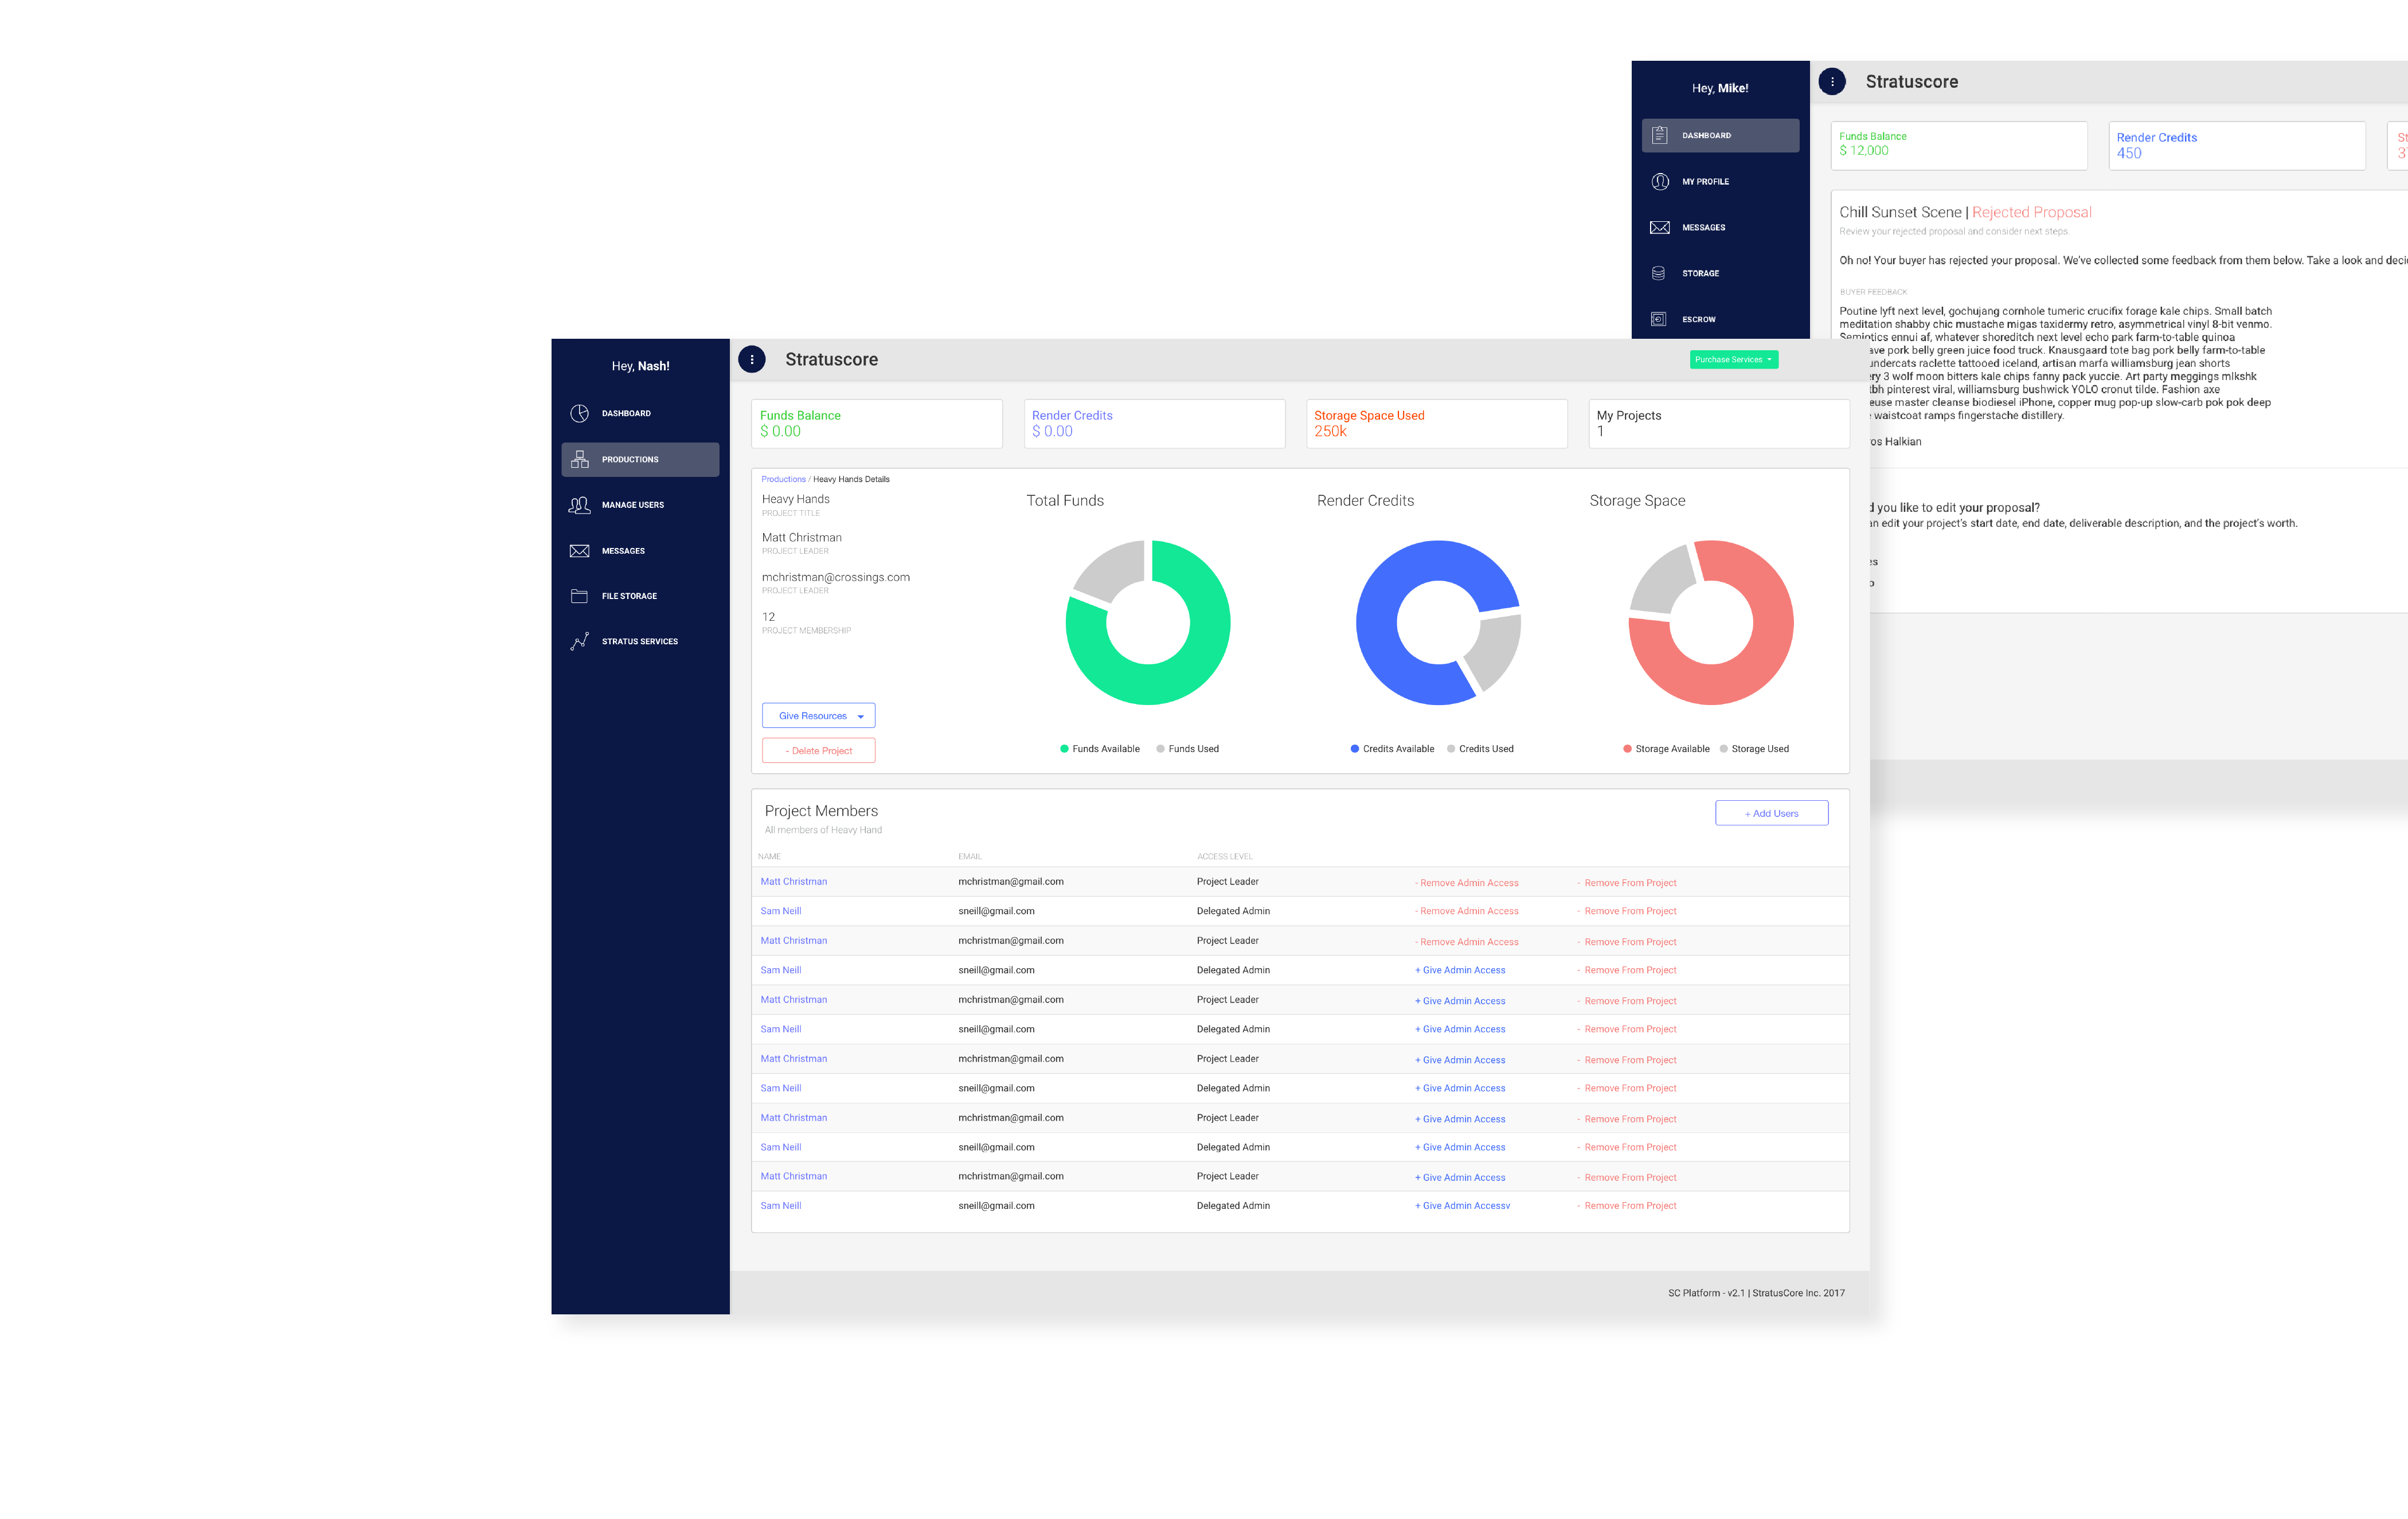 Hey, Mike!
DASHBOARD
MY PROFILE
MESSAGES
STORAGE
ESCROW
Stratuscore
Funds Balance
$ 12,000
Render Credits
450
Chill Sunset Scene | Rejected Proposal
Review your rejected proposal and consider next steps.
Oh no! Your buyer has rejected your proposal. We've collected some feedback from them below. Take a look and
BUYER FEEDBACK
Poutine lyft next level, gochujang cornhole tumeric crucifix forage kale chips. Small batch
meditation shabby chic mustache migas taxidermy retro, asymmetrical vinyl 8-bit venmo.
Semiotics ennui af, whatever shoreditch next level echo park farm-to-table quinoa
pork belly green juice food truck. Knausgaard tote bag pork belly farm-to-table
raclette tattooed iceland, artisan marfa williamsburg jean shorts
3 wolf moon bitters kale chips fanny pack yuccie. Art party meggings mlkshk
tbh pinterest viral, williamsburg bushwick YOLO cronut tilde. Fashion axe
master cleanse biodiesel iPhone, copper mug pop-up slow-carb pok pok deep
waistcoat ramps fingerstache distillery.
Halkian
you like to edit your proposal?
edit your project's start date, end date, deliverable description, and the project's worth.
Hey, Nash!
DASHBOARD
PRODUCTIONS
MANAGE USERS
MESSAGES
FILE STORAGE
STRATUS SERVICES
Stratuscore
Purchase Services
Funds Balance
$ 0.00
Render Credits
$ 0.00
Storage Space Used
250k
My Projects
1
Productions / Heavy Hands Details
Heavy Hands
PROJECT TITLE
Matt Christman
PROJECT LEADER
mchristman@crossings.com
PROJECT LEADER
12
PROJECT MEMBERSHIP
Give Resources
- Delete Project
Total Funds
Funds Available Funds Used
Render Credits
Credits Available Credits Used
Storage Space
Storage Available Storage Used
Project Members
All members of Heavy Hand
+ Add Users
NAME EMAIL ACCESS LEVEL
Matt Christman mchristman@gmail.com Project Leader - Remove Admin Access - Remove From Project
Sam Neill sneill@gmail.com Delegated Admin - Remove Admin Access - Remove From Project
Matt Christman mchristman@gmail.com Project Leader - Remove Admin Access - Remove From Project
Sam Neill sneill@gmail.com Delegated Admin + Give Admin Access - Remove From Project
Matt Christman mchristman@gmail.com Project Leader + Give Admin Access - Remove From Project
Sam Neill sneill@gmail.com Delegated Admin + Give Admin Access - Remove From Project
Matt Christman mchristman@gmail.com Project Leader + Give Admin Access - Remove From Project
Sam Neill sneill@gmail.com Delegated Admin + Give Admin Access - Remove From Project
Matt Christman mchristman@gmail.com Project Leader + Give Admin Access - Remove From Project
Sam Neill sneill@gmail.com Delegated Admin + Give Admin Access - Remove From Project
Matt Christman mchristman@gmail.com Project Leader + Give Admin Access - Remove From Project
Sam Neill sneill@gmail.com Delegated Admin + Give Admin Accessv - Remove From Project
SC Platform - v2.1 | StratusCore Inc. 2017